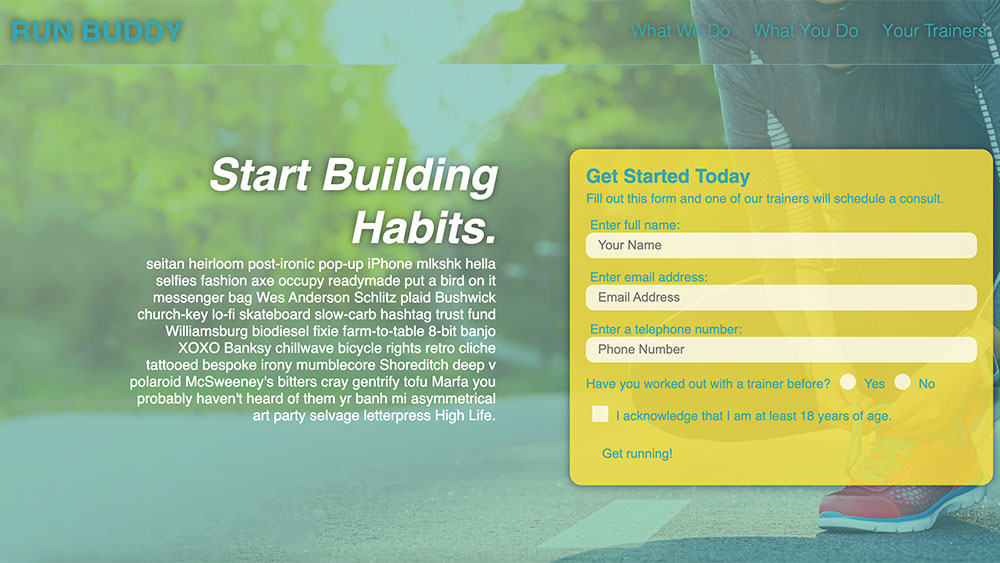 RUN BUDDY
What We Do
What You Do
Your Trainers
Start Building
Habits.
seitan heirloom post-ironic pop-up iPhone mlkshk hella
selfies fashion axe occupy readymade put a bird on it
messenger bag Wes Anderson Schlitz plaid Bushwick
church-key lo-fi skateboard slow-carb hashtag trust fund
Williamsburg biodiesel fixie farm-to-table 8-bit banjo
XOXO Banksy chillwave bicycle rights retro cliche
tattooed bespoke irony mumblecore Shoreditch deep v
polaroid McSweeney's bitters cray gentrify tofu Marfa you
probably haven't heard of them yr banh mi asymmetrical
art party selvage letterpress High Life.
Get Started Today
Fill out this form and one of our trainers will schedule a consult.
Enter full name:
Your Name
Enter email address:
Email Address
Enter a telephone number:
Phone Number
Have you worked out with a trainer before? Yes No
I acknowledge that I am at least 18 years of age.
Get running!